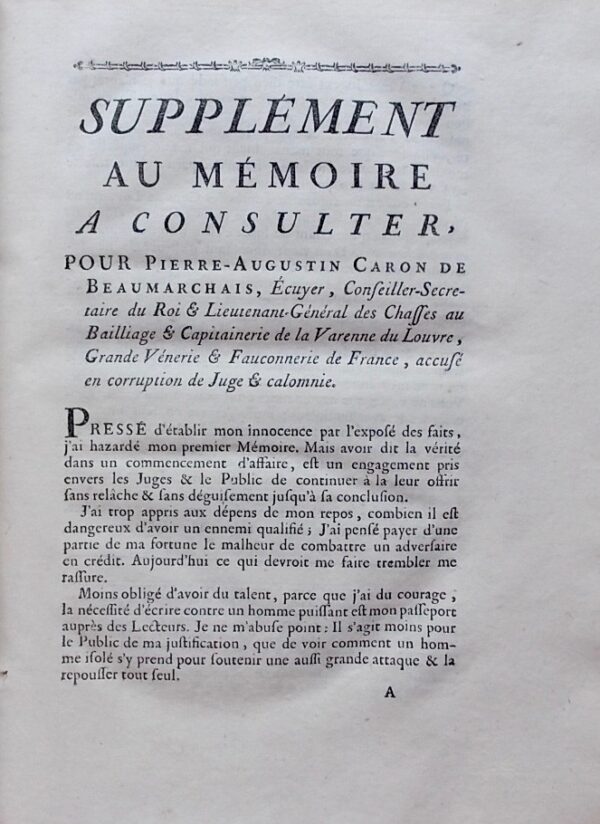 SUPPLÉMENT
AU MÉMOIRE
A CONSULTER,
POUR PIERRE-AUGUSTIN CARON DE
BEAUMARCHAIS, Écuyer, Conſeiller-Secre-
taire du Roi & Lieutenant-Général des Chaſſes au
Bailliage & Capitainerie de la Varenne du Louvre,
Grande Vénerie & Fauconnerie de France, accuſé
en corruption de Juge & calomnie.
PRESSÉ d'établir mon innocence par l'expoſé des faits,
j'ai hazardé mon premier Mémoire. Mais avoir dit la vérité
dans un commencement d'affaire, eſt un engagement pris
envers les Juges & le Public de continuer à la leur offrir
ſans relâche & ſans déguiſement juſqu'à ſa concluſion.
J'ai trop appris aux dépens de mon repos, combien il eſt
dangereux d'avoir un ennemi qualifié; J'ai penſé payer d'une
partie de ma fortune le malheur de combattre un adverſaire
en crédit. Aujourd'hui ce qui devroit me faire trembler me
raſſure.
Moins obligé d'avoir du talent, parce que j'ai du courage,
la néceſſité d'écrire contre un homme puiſſant eſt mon paſſeport
auprès des Lecteurs. Je ne m'abuſe point: Il s'agit moins pour
le Public de ma juſtification, que de voir comment un hom-
me iſolé s'y prend pour ſoutenir une auſſi grande attaque & la
repouſſer tout ſeul.
A